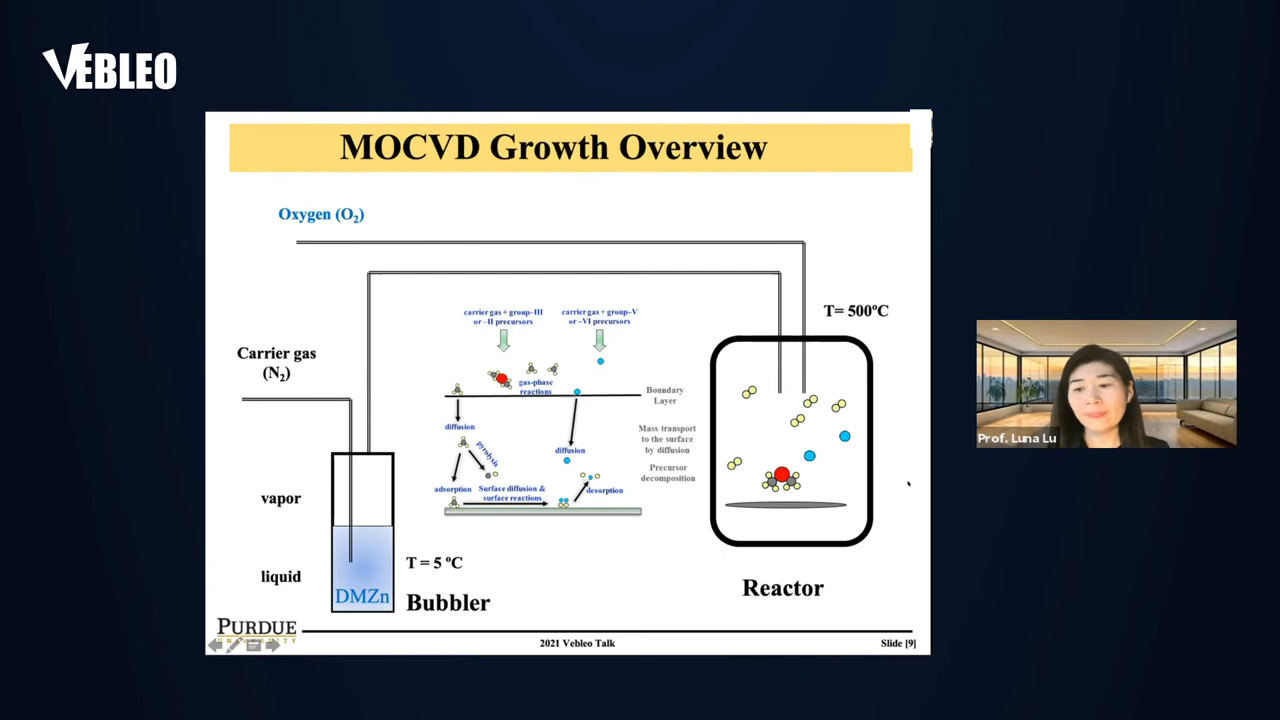 VEBLEO
MOCVD Growth Overview
Oxygen (O₂)
T= 500ºC
carrier gas + group–III
or –II precursors
carrier gas + group–V
or –VI precursors
Carrier gas
(N₂)
gas-phase
reactions
Boundary
Layer
diffusion
pyrolysis
diffusion
Mass transport
to the surface
by diffusion
Precursor
decomposition
adsorption
Surface diffusion &
surface reactions
desorption
Prof. Luna Lu
vapor
liquid
DMZn
T = 5 ºC
Bubbler
Reactor
PURDUE
UNIVERSITY
2021 Vebleo Talk
Slide [9]